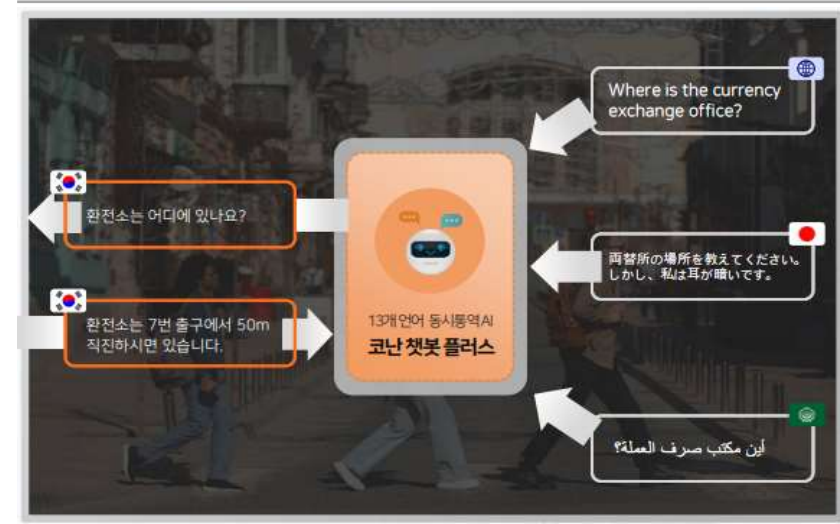 Where is the currency
exchange office?
환전소는 어디에 있나요?
両替所の場所を教えてください。
しかし、私は耳が暗いです。
환전소는 7번 출구에서 50m
직진하시면 있습니다.
13개 언어 동시통역 AI
코난 챗봇 플러스
أين مكتب صرف العملة؟